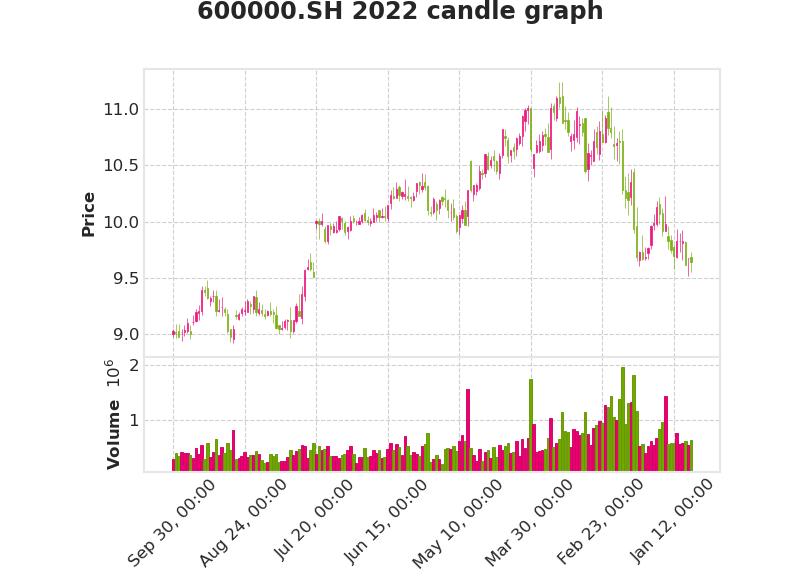 600000.SH 2022 candle graph
Price
11.0
10.5
10.0
9.5
9.0
Volume 10^6
2
1
Sep 30, 00:00
Aug 24, 00:00
Jul 20, 00:00
Jun 15, 00:00
May 10, 00:00
Mar 30, 00:00
Feb 23, 00:00
Jan 12, 00:00